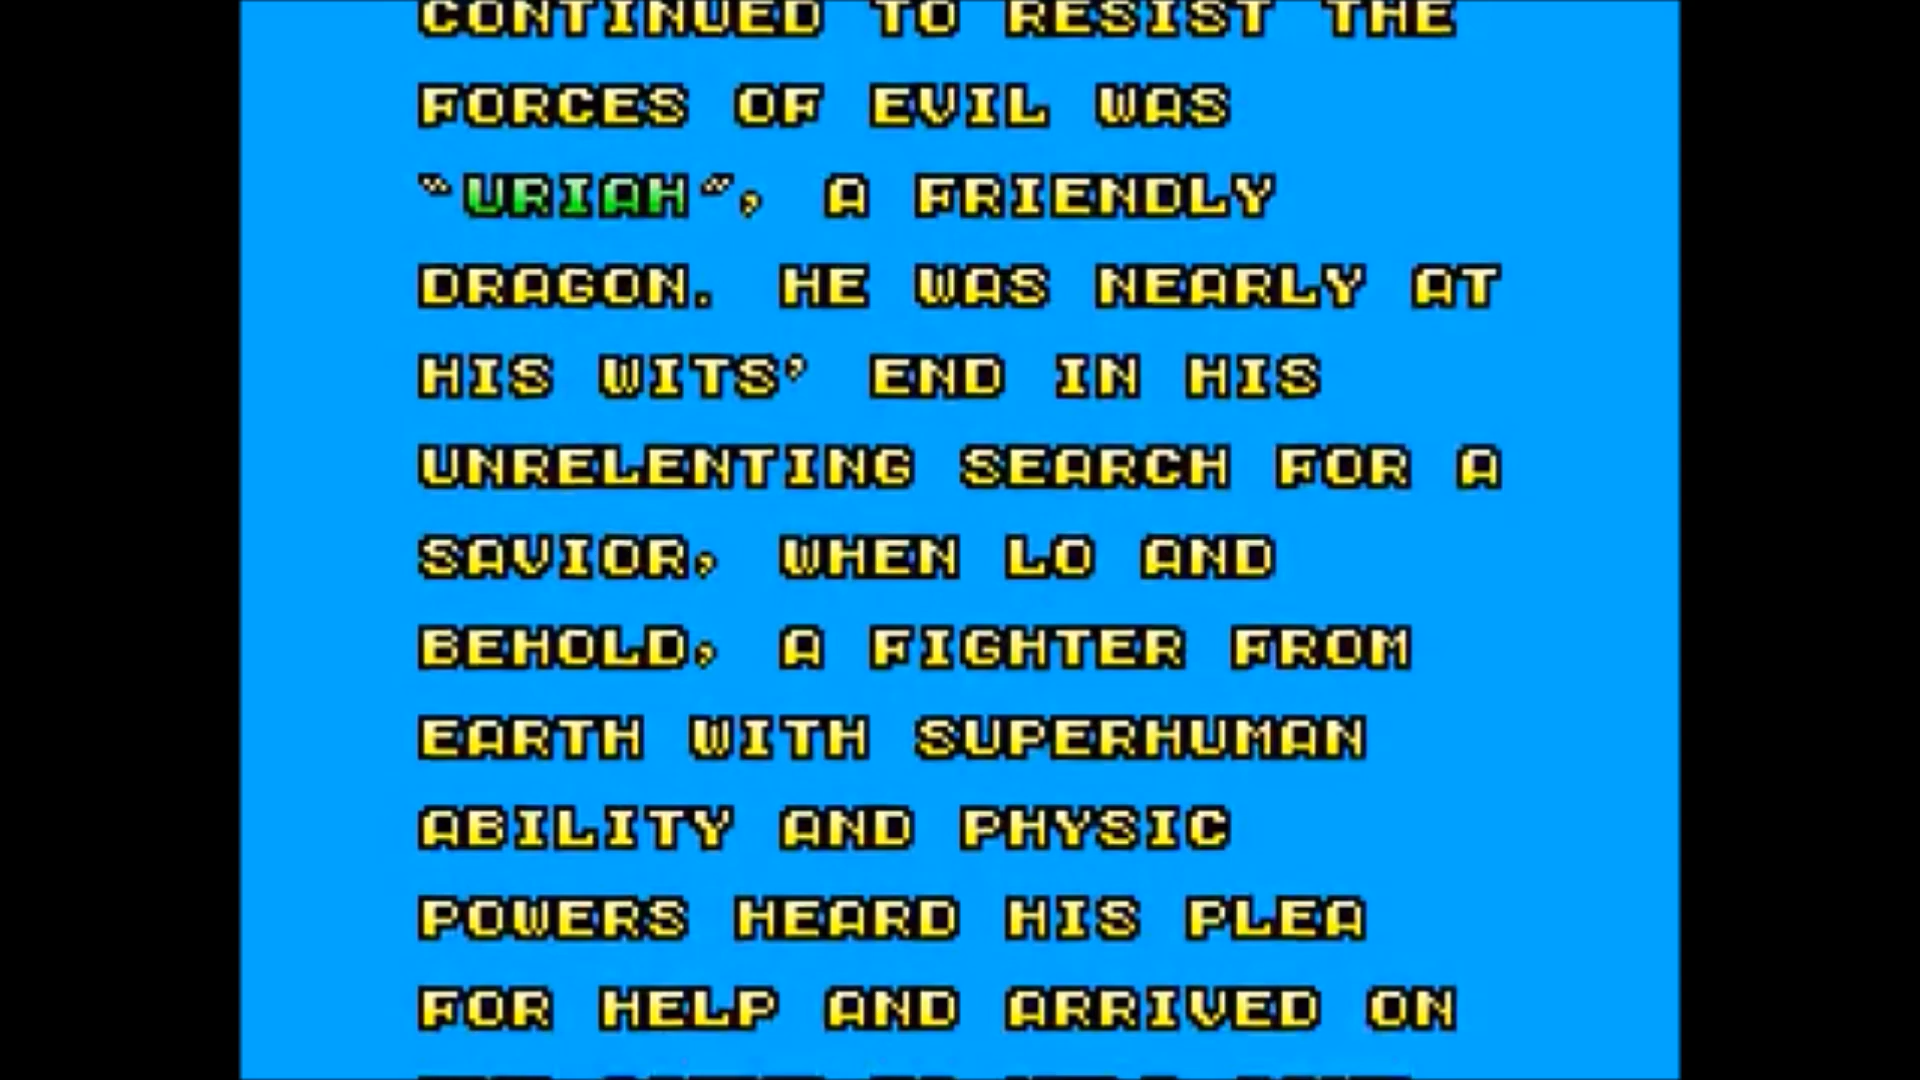 CONTINUED TO RESIST THE
FORCES OF EVIL WAS
"URIAH", A FRIENDLY
DRAGON. HE WAS NEARLY AT
HIS WITS' END IN HIS
UNRELENTING SEARCH FOR A
SAVIOR, WHEN LO AND
BEHOLD, A FIGHTER FROM
EARTH WITH SUPERHUMAN
ABILITY AND PHYSIC
POWERS HEARD HIS PLEA
FOR HELP AND ARRIVED ON